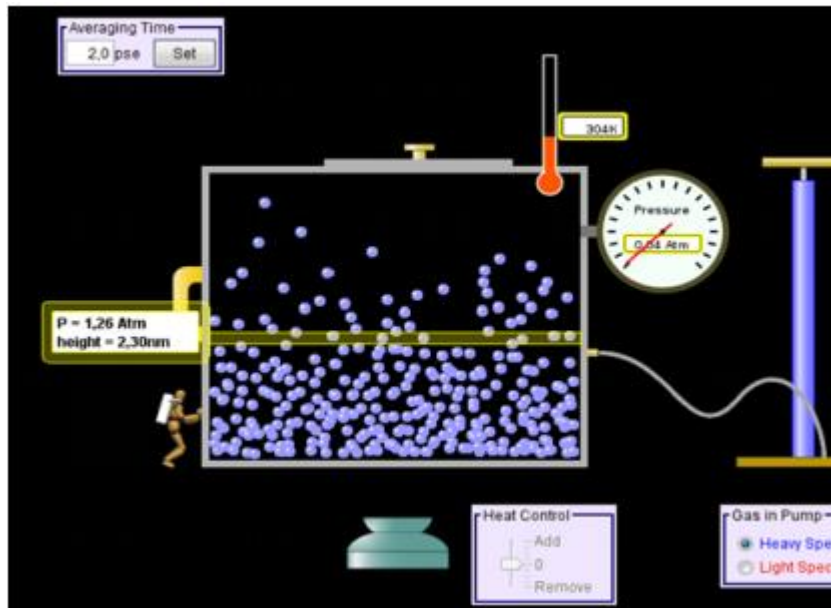 Averaging Time
2,0 pse Set
304K
Pressure
0,04 Atm
P = 1,26 Atm
height = 2,30nm
Heat Control
Add
0
Remove
Gas in Pump
Heavy Spe
Light Spec